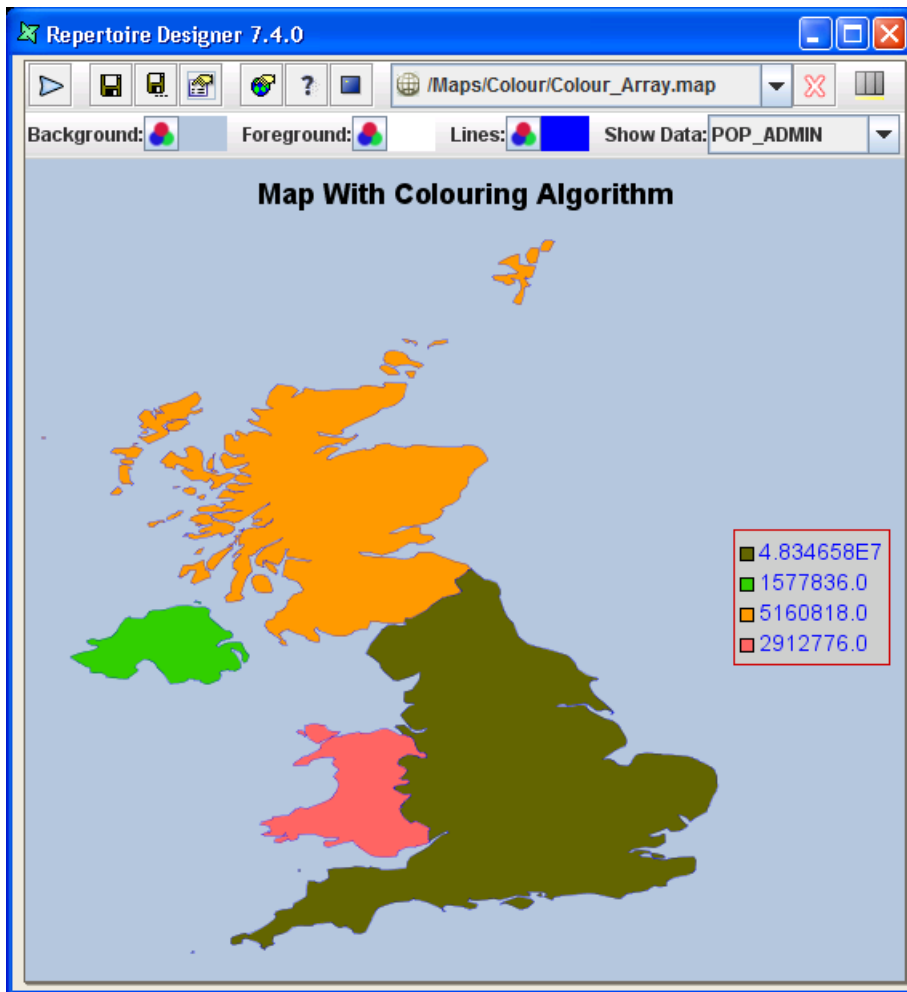 Repertoire Designer 7.4.0
? /Maps/Colour/Colour_Array.map
Background: Foreground: Lines: Show Data: POP_ADMIN
Map With Colouring Algorithm
4.834658E7
1577836.0
5160818.0
2912776.0